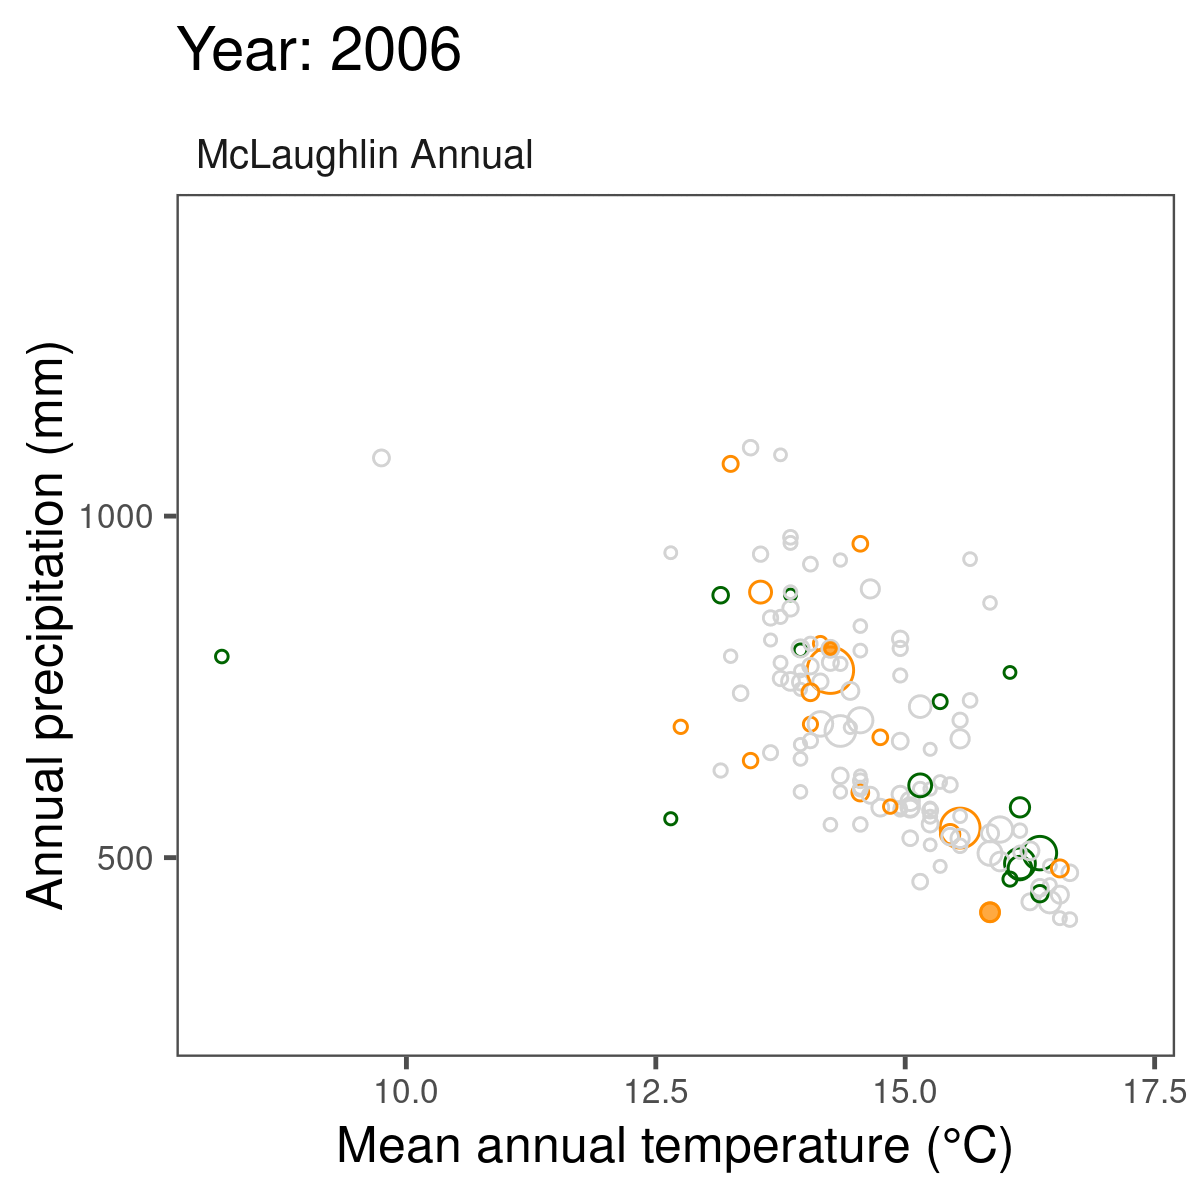 Year: 2006
McLaughlin Annual
Annual precipitation (mm)
1000
500
10.0
12.5
15.0
17.5
Mean annual temperature (°C)